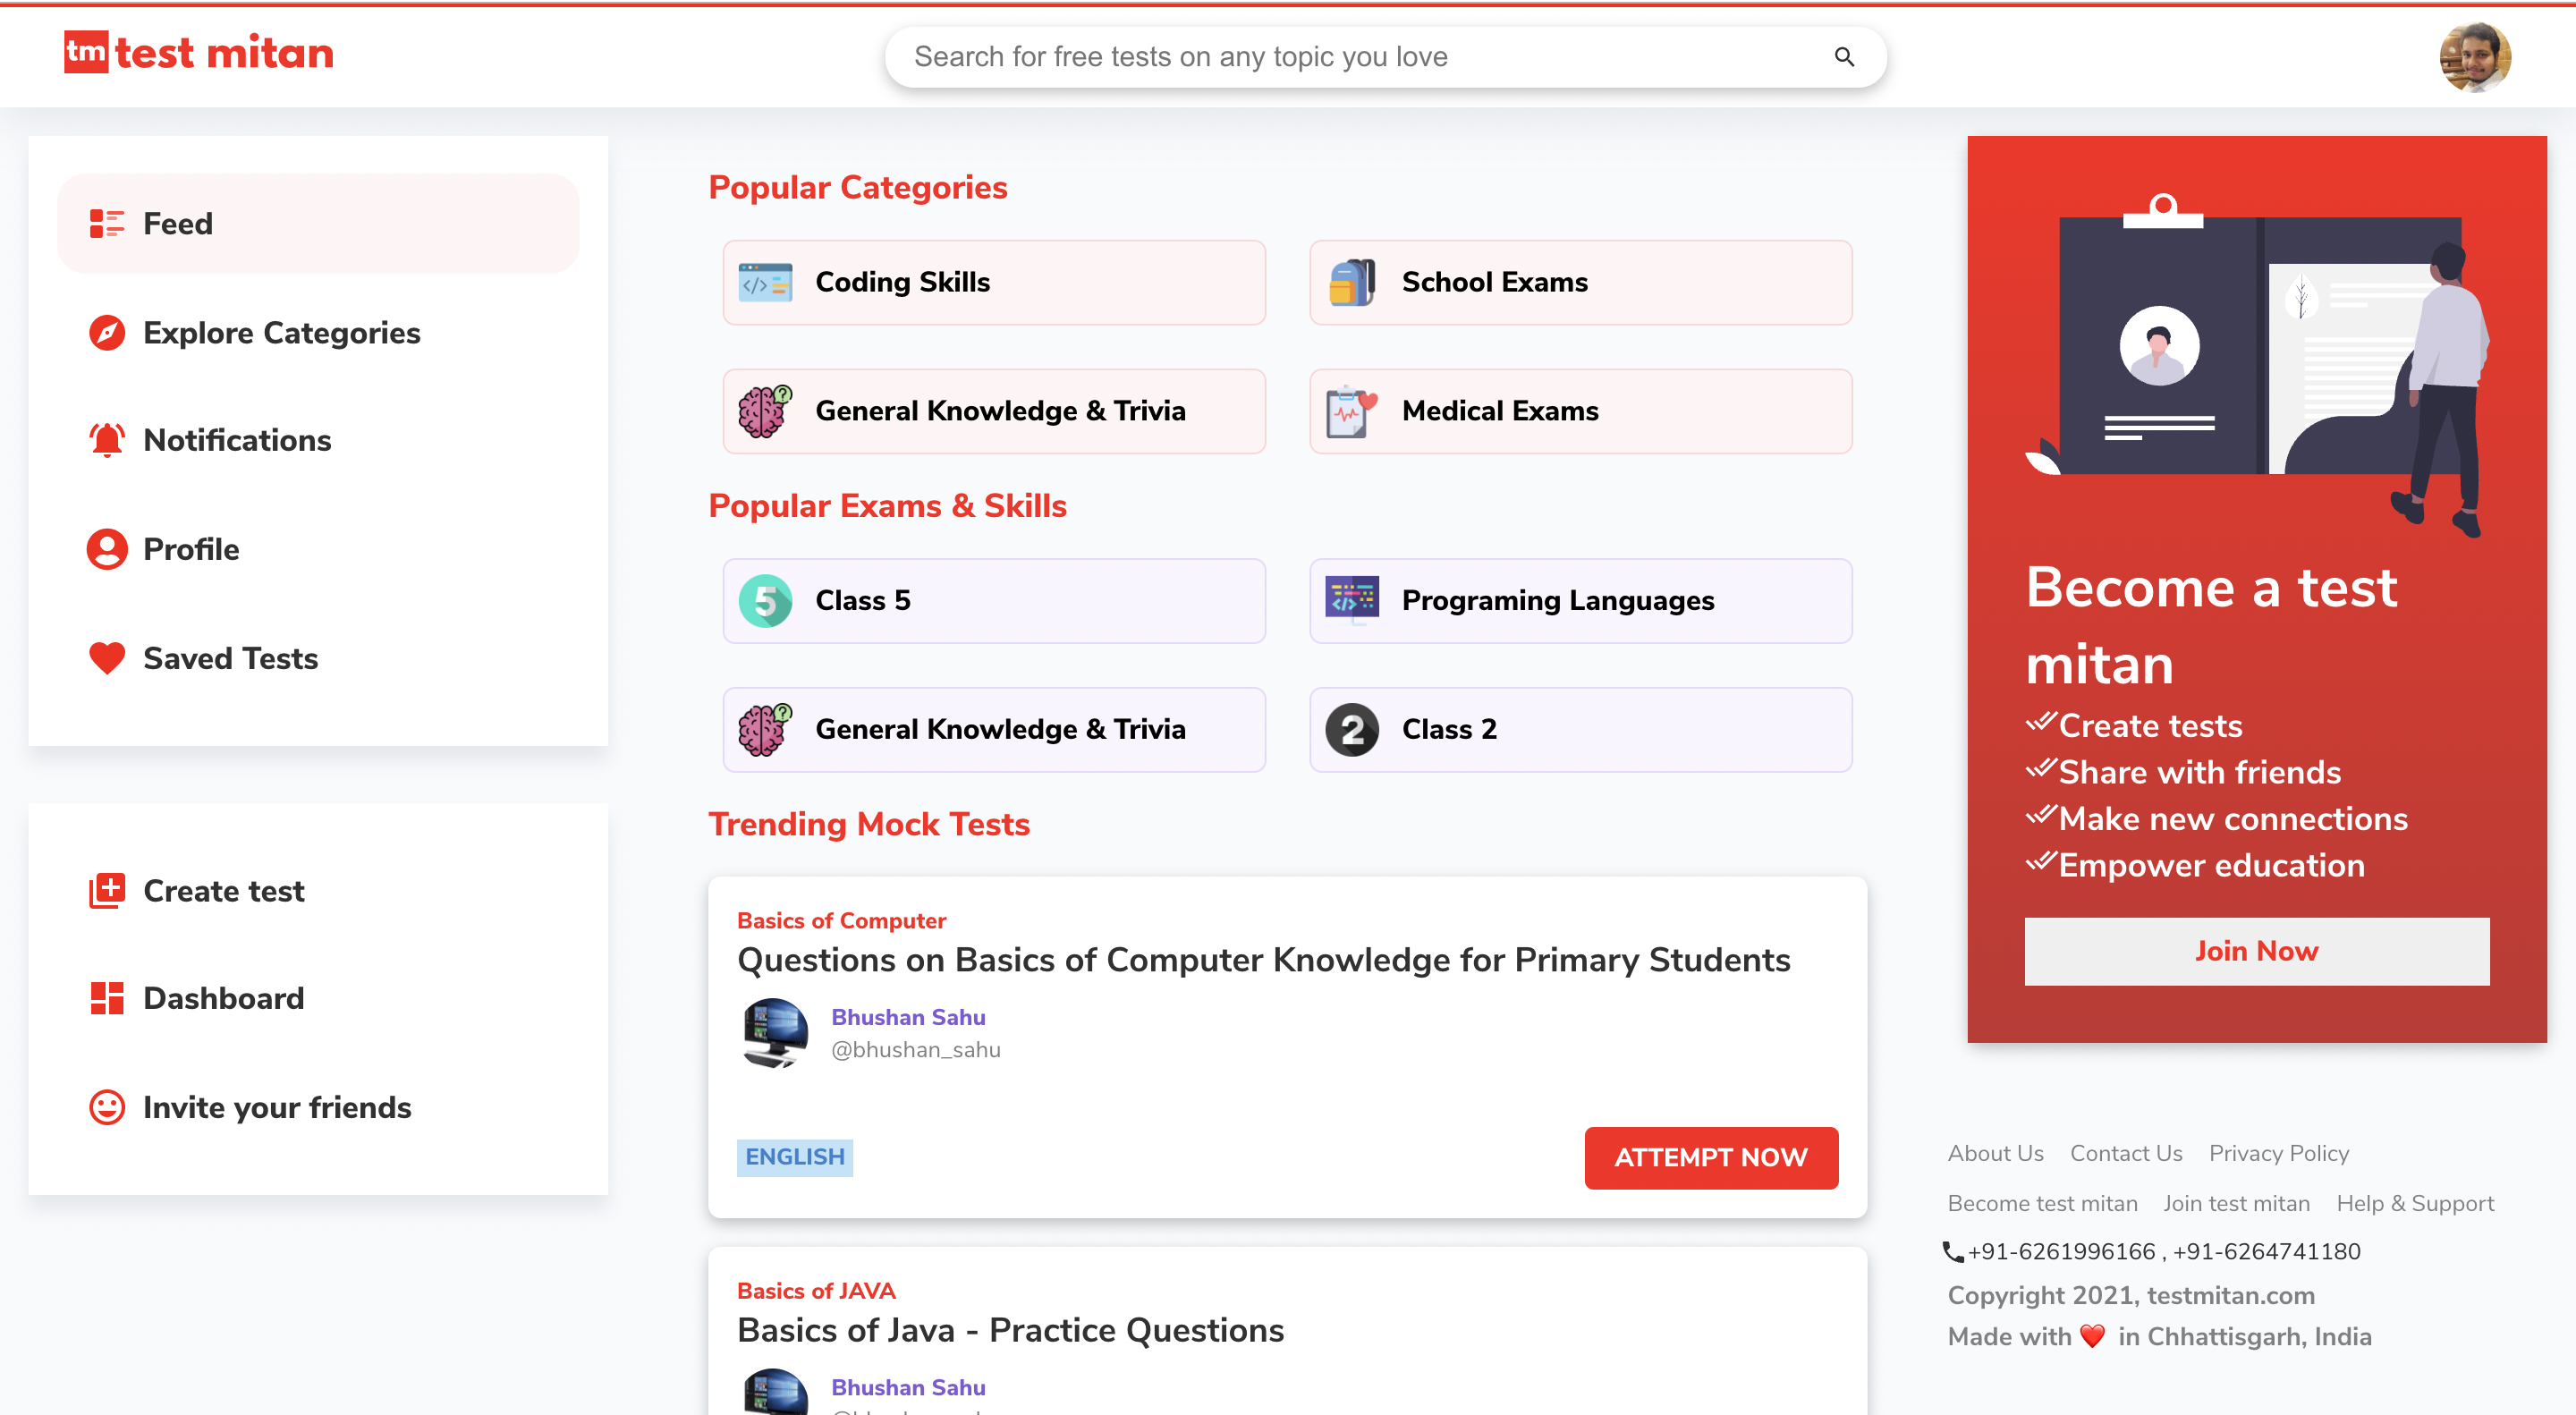 tm test mitan
Search for free tests on any topic you love
Feed
Explore Categories
Notifications
Profile
Saved Tests
Create test
Dashboard
Invite your friends
Popular Categories
Coding Skills
School Exams
General Knowledge & Trivia
Medical Exams
Popular Exams & Skills
5 Class 5
Programing Languages
General Knowledge & Trivia
2 Class 2
Trending Mock Tests
Basics of Computer
Questions on Basics of Computer Knowledge for Primary Students
Bhushan Sahu
@bhushan_sahu
ENGLISH
ATTEMPT NOW
Basics of JAVA
Basics of Java - Practice Questions
Bhushan Sahu
Become a test
mitan
Create tests
Share with friends
Make new connections
Empower education
Join Now
About Us Contact Us Privacy Policy
Become test mitan Join test mitan Help & Support
+91-6261996166 , +91-6264741180
Copyright 2021, testmitan.com
Made with ❤️ in Chhattisgarh, India